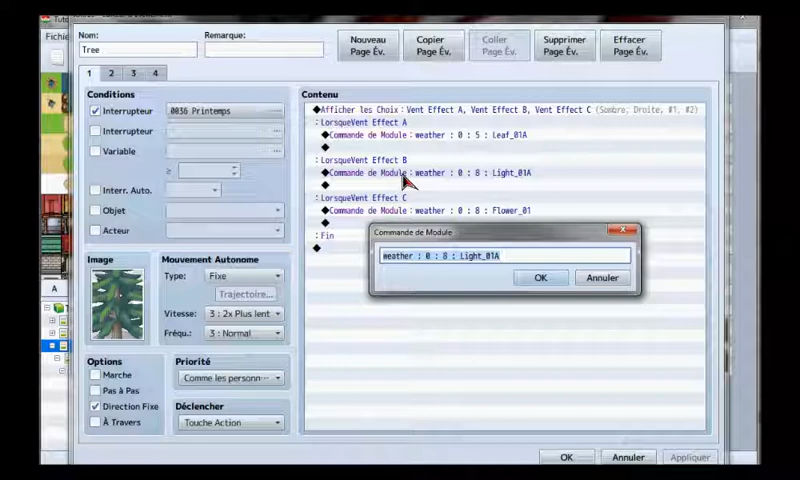 Fichie
Nom:
Remarque:
Tree
Nouveau
Page Év.
Copier
Page Év.
Coller
Page Év.
Supprimer
Page Év.
Effacer
Page Év.
1 2 3 4
Conditions
Interrupteur 0036 Printemps
Interrupteur
Variable
≥
Interr. Auto.
Objet
Acteur
Image
Mouvement Autonome
Type: Fixe
Trajectoire...
Vitesse: 3 : 2x Plus lent
Fréqu.: 3 : Normal
Options
Marche
Pas à Pas
Direction Fixe
À Travers
Priorité
Comme les personn···
Déclencher
Touche Action
Contenu
◆Afficher les Choix : Vent Effect A, Vent Effect B, Vent Effect C (Sombre, Droite, #1, #2)
: LorsqueVent Effect A
◆Commande de Module : weather : 0 : 5 : Leaf_01A
◆
: LorsqueVent Effect B
◆Commande de Module : weather : 0 : 8 : Light_01A
◆
: LorsqueVent Effect C
◆Commande de Module : weather : 0 : 8 : Flower_01
◆
: Fin
◆
Commande de Module
weather : 0 : 8 : Light_01A
OK Annuler
A
OK Annuler Appliquer